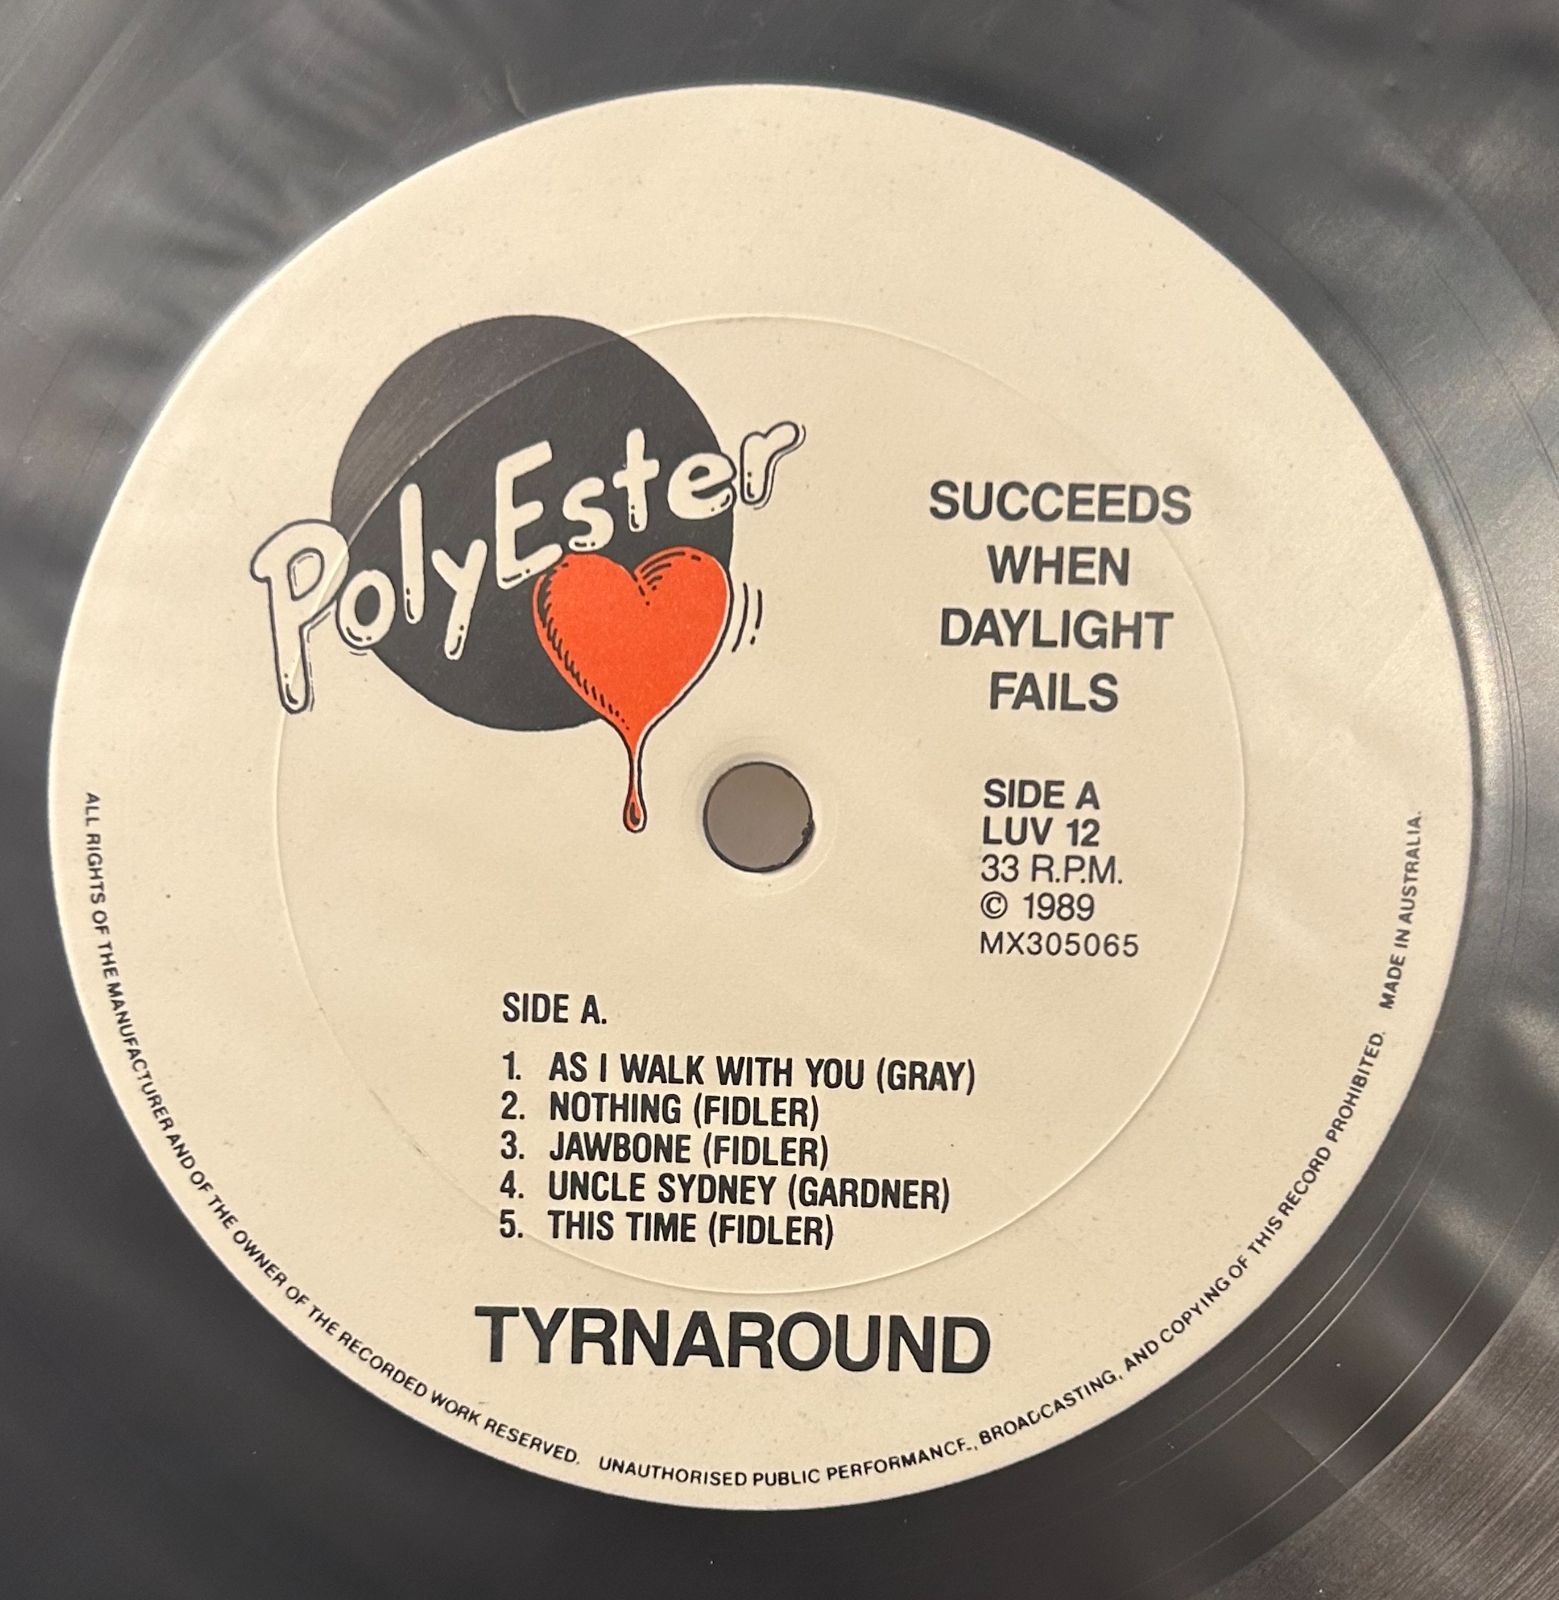 PolyEster
SUCCEEDS
WHEN
DAYLIGHT
FAILS
SIDE A
LUV 12
33 R.P.M.
© 1989
MX305065
SIDE A.
1. AS I WALK WITH YOU (GRAY)
2. NOTHING (FIDLER)
3. JAWBONE (FIDLER)
4. UNCLE SYDNEY (GARDNER)
5. THIS TIME (FIDLER)
TYRNAROUND
ALL RIGHTS OF THE MANUFACTURER AND OF THE OWNER OF THE RECORDED WORK RESERVED. UNAUTHORISED PUBLIC PERFORMANCE, BROADCASTING, AND COPYING OF THIS RECORD PROHIBITED. MADE IN AUSTRALIA.